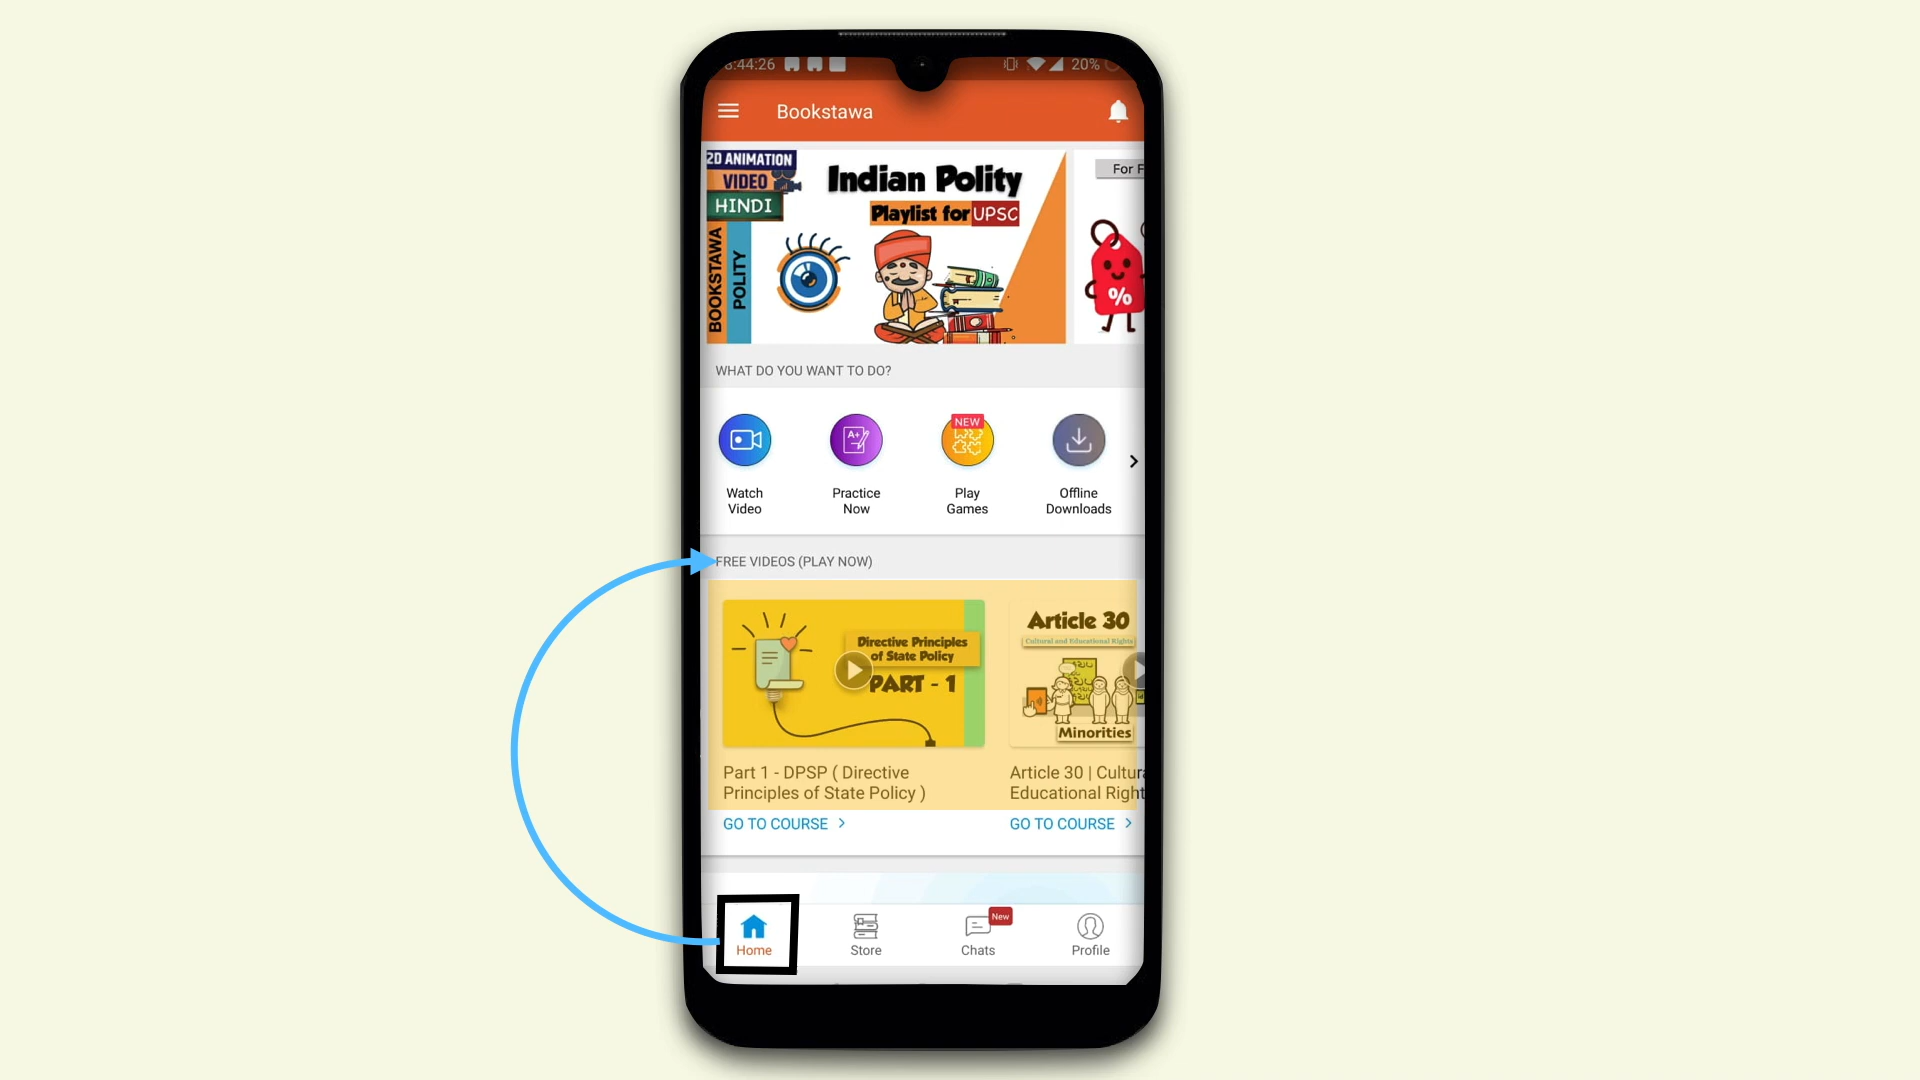 :44:26
20%
Bookstawa
2D ANIMATION
VIDEO
HINDI
BOOKSTAWA
POLITY
Indian Polity
Playlist for UPSC
For F
%
WHAT DO YOU WANT TO DO?
A+
NEW
Watch
Video
Practice
Now
Play
Games
Offline
Downloads
FREE VIDEOS (PLAY NOW)
Directive Principles
of State Policy
PART - 1
Article 30
Cultural and Educational Rights
Minorities
Part 1 - DPSP ( Directive
Principles of State Policy )
Article 30 | Cultura
Educational Right
GO TO COURSE
GO TO COURSE
Home
Store
New
Chats
Profile